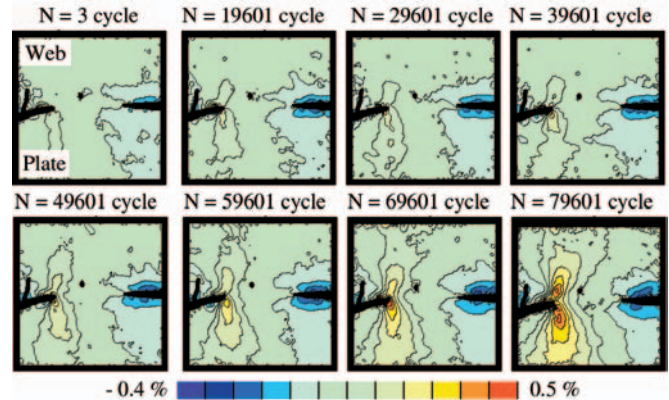 N = 3 cycle N = 19601 cycle N = 29601 cycle N = 39601 cycle
Web
Plate
N = 49601 cycle N = 59601 cycle N = 69601 cycle N = 79601 cycle
- 0.4 % 0.5 %